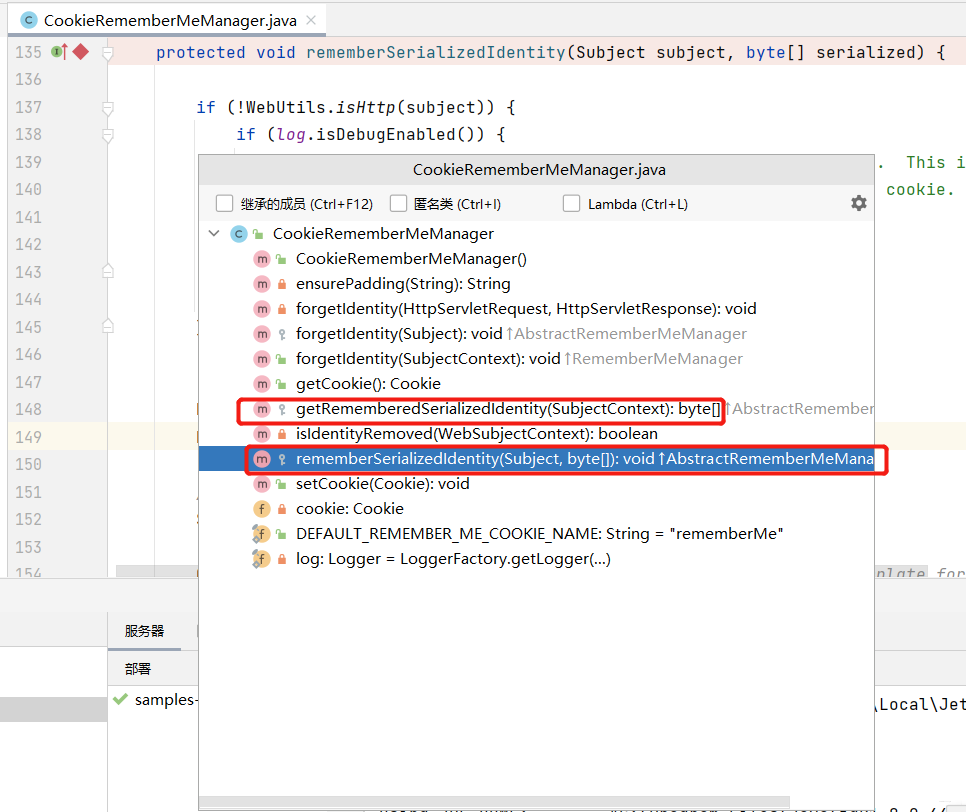 CookieRememberMeManager.java
135 protected void rememberSerializedIdentity(Subject subject, byte[] serialized) {
136
137 if (!WebUtils.isHttp(subject)) {
138 if (log.isDebugEnabled()) {
139 . This i
140 cookie.
141
142
143
144
145
146
147
148
149
150
151
152
153
154 plate for
CookieRememberMeManager.java
继承的成员 (Ctrl+F12) 匿名类 (Ctrl+I) Lambda (Ctrl+L)
CookieRememberMeManager
CookieRememberMeManager()
ensurePadding(String): String
forgetIdentity(HttpServletRequest, HttpServletResponse): void
forgetIdentity(Subject): void ↑AbstractRememberMeManager
forgetIdentity(SubjectContext): void ↑RememberMeManager
getCookie(): Cookie
getRememberedSerializedIdentity(SubjectContext): byte[] ↑AbstractRemember
isIdentityRemoved(WebSubjectContext): boolean
rememberSerializedIdentity(Subject, byte[]): void ↑AbstractRememberMeMana
setCookie(Cookie): void
cookie: Cookie
DEFAULT_REMEMBER_ME_COOKIE_NAME: String = "rememberMe"
log: Logger = LoggerFactory.getLogger(...)
服务器
部署
samples-
\Local\Jet